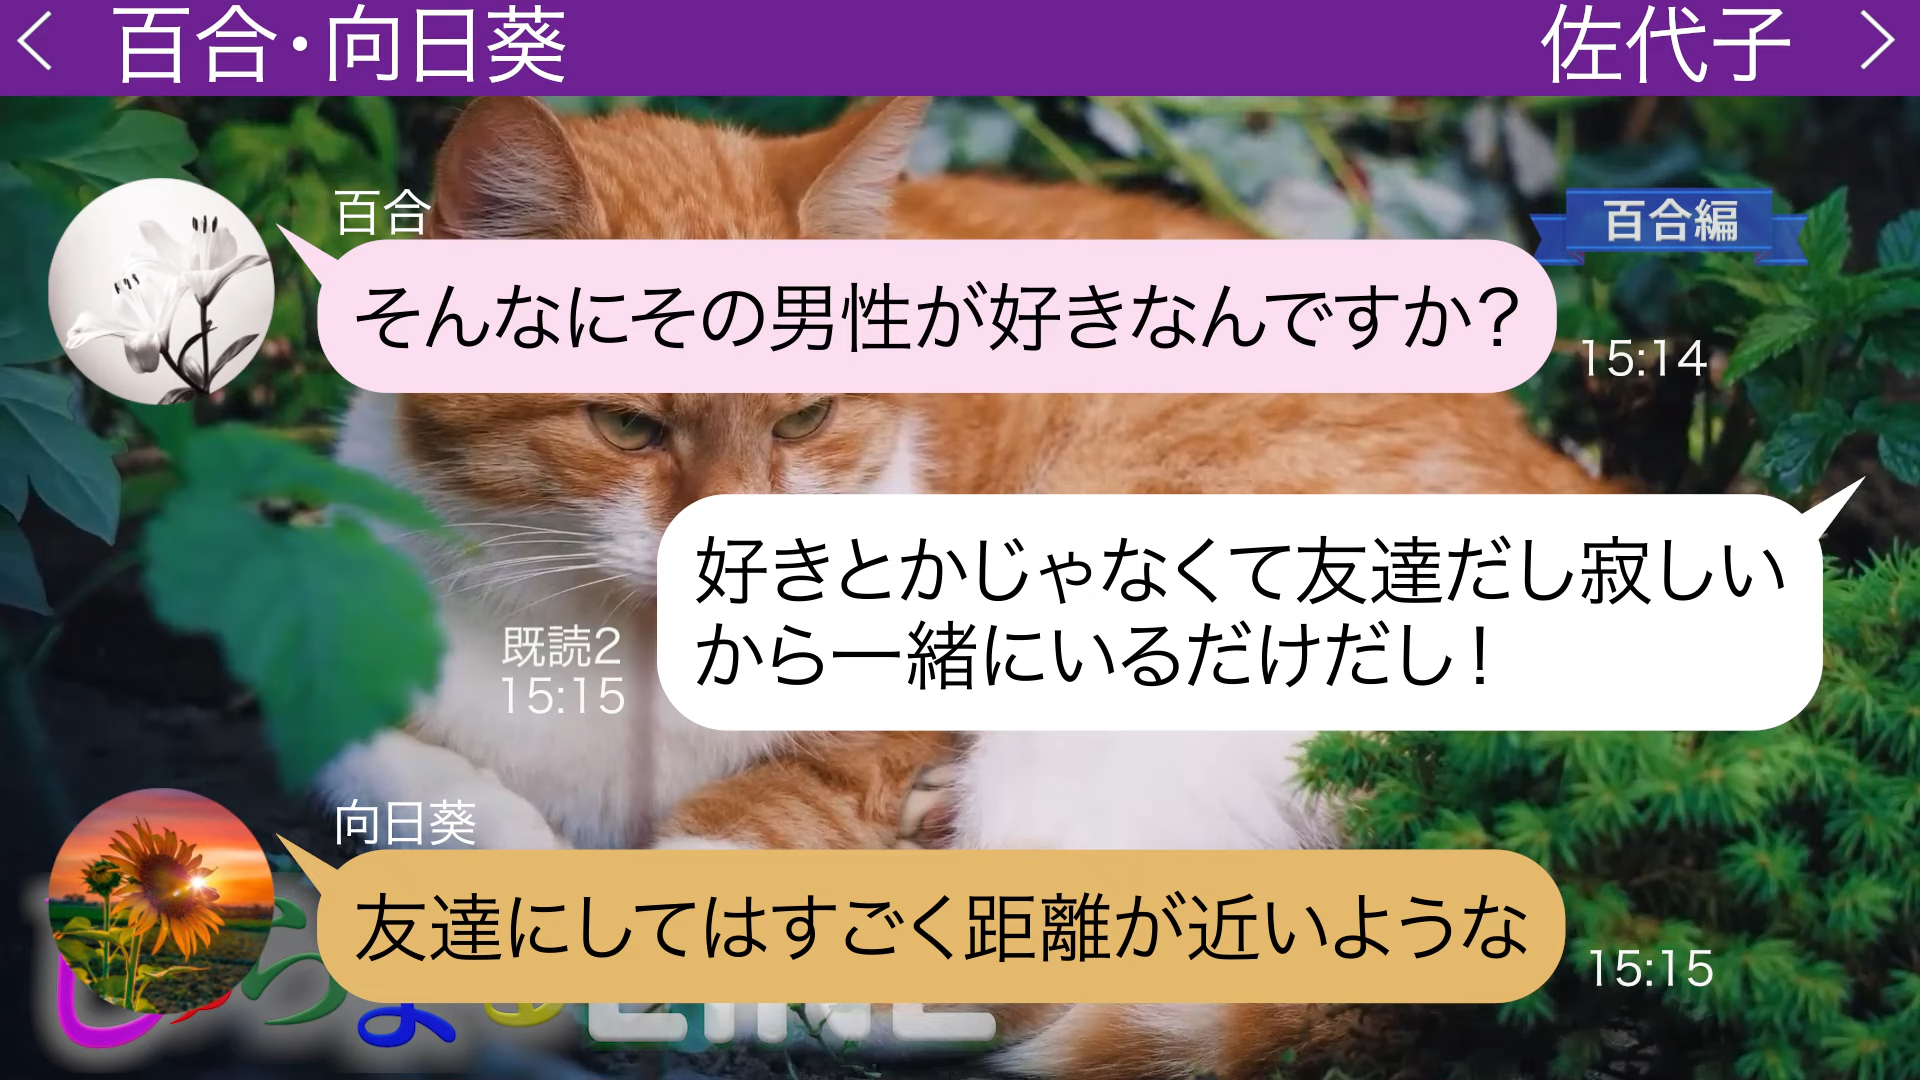 百合・向日葵
佐代子
百合
百合編
そんなにその男性が好きなんですか？
15:14
好きとかじゃなくて友達だし寂しい
から一緒にいるだけだし！
既読2
15:15
向日葵
友達にしてはすごく距離が近いような
15:15
LINE